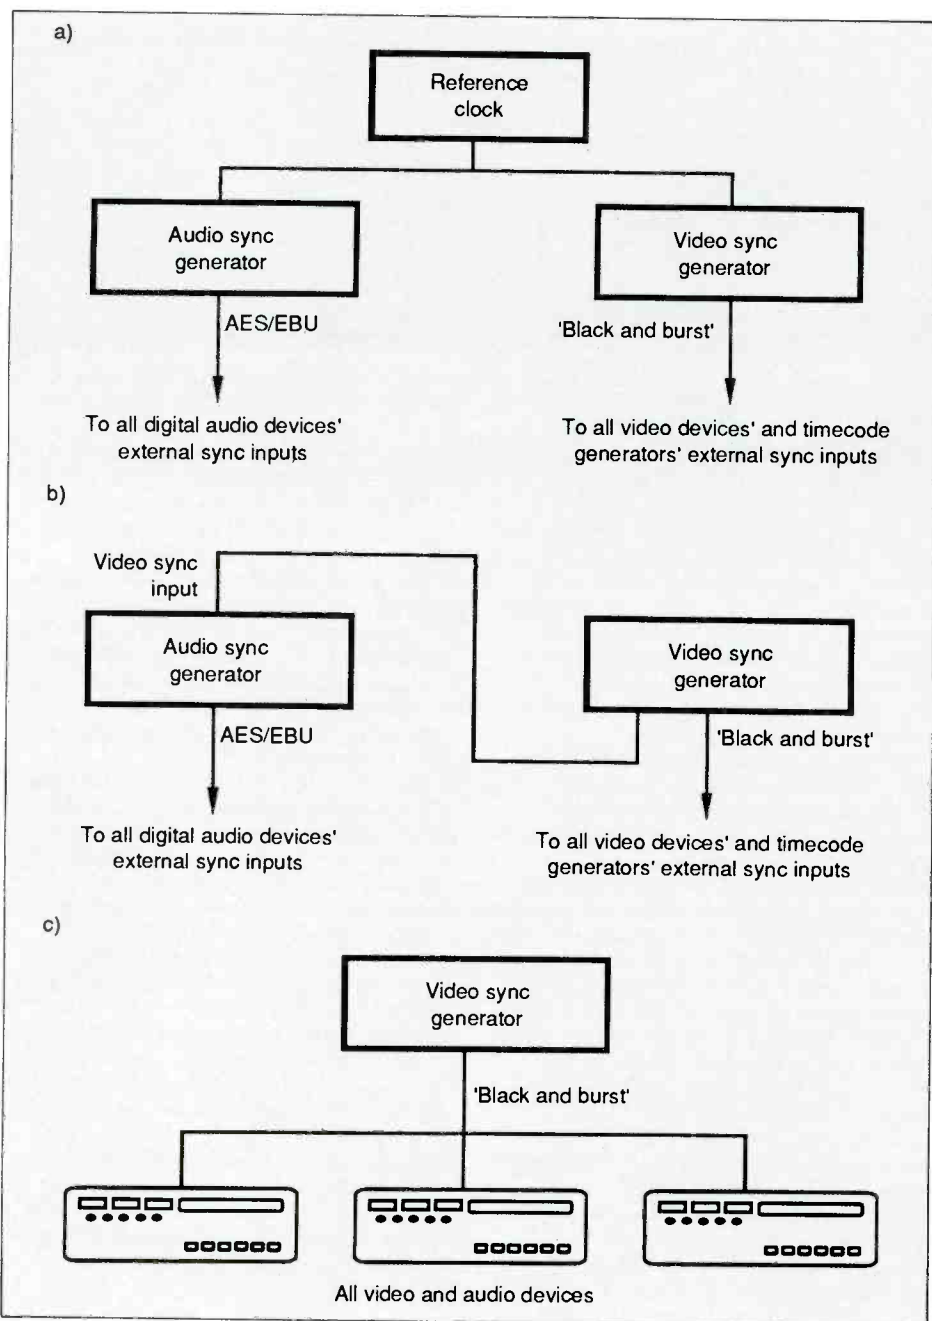 a)
Reference
clock
Audio sync
generator
Video sync
generator
AES/EBU
'Black and burst'
To all digital audio devices'
external sync inputs
To all video devices' and timecode
generators' external sync inputs
b)
Video sync
input
Audio sync
generator
Video sync
generator
AES/EBU
'Black and burst'
To all digital audio devices'
external sync inputs
To all video devices' and timecode
generators' external sync inputs
c)
Video sync
generator
'Black and burst'
All video and audio devices